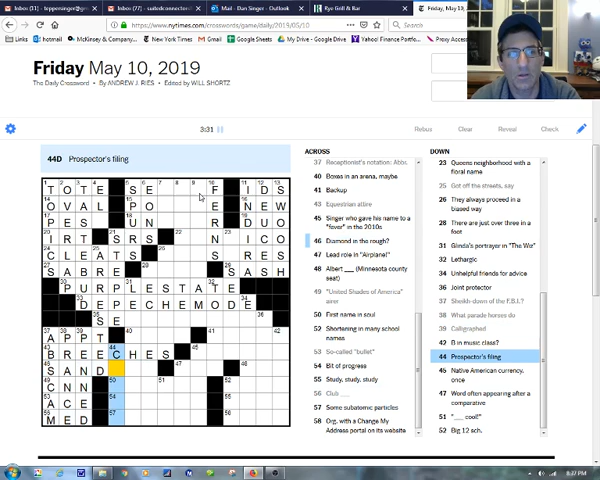 Inbox (11) - teppersinger@g
Inbox (77) - suitedconnector
Mail - Dan Singer - Outlook
Rye Grill & Bar
Friday, May 10,
https://www.nytimes.com/crosswords/game/daily/2019/05/10
Search
hotmail McKinsey & Company New York Times Gmail Google Sheets My Drive - Google Drive Yahoo! Finance Portfo Proxy Access
Friday May 10, 2019
The Daily Crossword • By ANDREW J. RIES • Edited by WILL SHORTZ
3:31
Rebus Clear Reveal Check
44D Prospector's filing
ACROSS
37 Receptionist's notation: Abbr.
40 Boxes in an arena, maybe
41 Backup
43 Equestrian attire
45 Singer who gave his name to a "fever" in the 2010s
46 Diamond in the rough?
47 Lead role in "Airplane!"
48 Albert ___ (Minnesota county seat)
49 "United Shades of America" airer
50 First name in soul
52 Shortening in many school names
53 So-called "bullet"
54 Bit of progress
55 Study, study, study
56 Club ___
57 Some subatomic particles
58 Org. with a Change My Address portal on its website
DOWN
23 Queens neighborhood with a floral name
25 Got off the streets, say
26 They always proceed in a biased way
28 There are just over three in a foot
31 Glinda's portrayer in "The Wiz"
32 Lethargic
34 Unhelpful friends for advice
36 Joint protector
37 Sheikh-down of the F.B.I.?
38 What parade horses do
39 Calligraphed
42 B in music class?
44 Prospector's filing
45 Native American currency, once
47 Word often appearing after a comparative
51 "___ cool!"
52 Big 12 sch.
TOTE SE F IDS
OVAL PO E NEW
PES UN R DUO
IRT SRS N ICO
CLEATS S RES
SABRE SASH
PURPLESTATE
DEPECHEMODE
SE
APPT
BREECHES
SAND
CNN
ACE
MED
8:37 PM